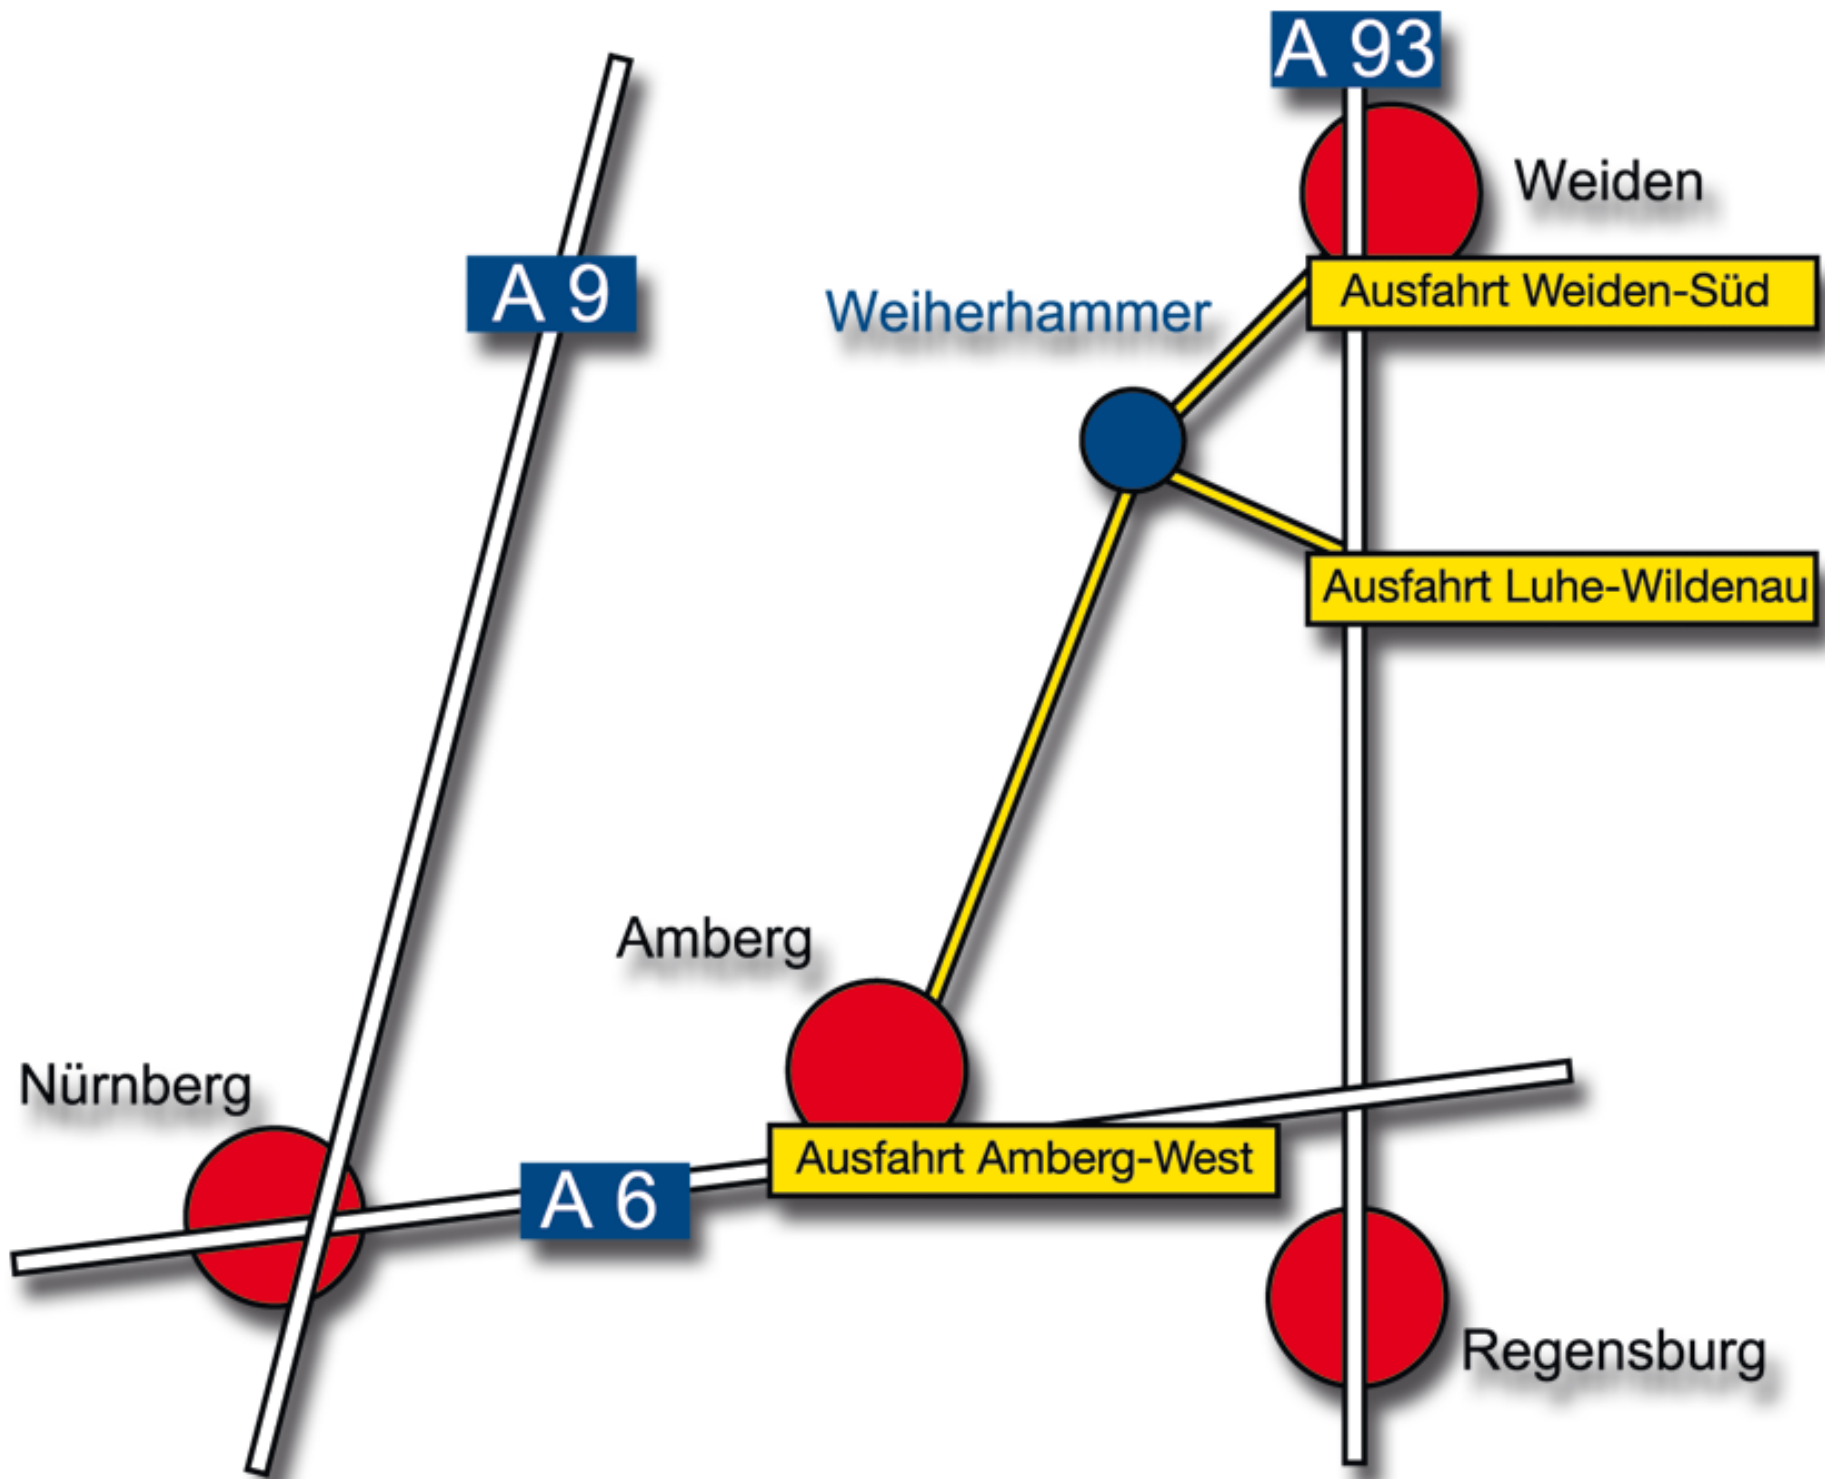 A 93
Weiden
A 9
Weiherhammer
Ausfahrt Weiden-Süd
Ausfahrt Luhe-Wildenau
Amberg
Nürnberg
Ausfahrt Amberg-West
A 6
Regensburg